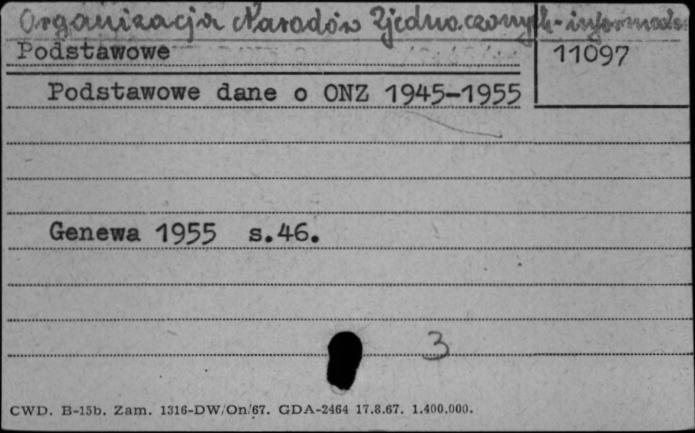 Organizacja Narodów Zjednoczonych - informator
Podstawowe
11097
Podstawowe dane o ONZ 1945-1955
Genewa 1955 s.46.
3
CWD. B-15b. Zam. 1316-DW/On/67. GDA-2464 17.8.67. 1.400.000.